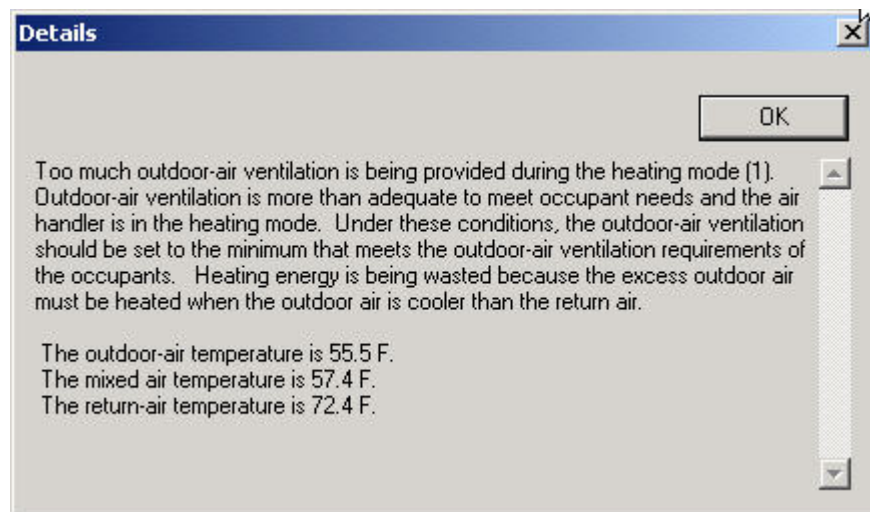 Details
OK
Too much outdoor-air ventilation is being provided during the heating mode (1).
Outdoor-air ventilation is more than adequate to meet occupant needs and the air
handler is in the heating mode.  Under these conditions, the outdoor-air ventilation
should be set to the minimum that meets the outdoor-air ventilation requirements of
the occupants.   Heating energy is being wasted because the excess outdoor air
must be heated when the outdoor air is cooler than the return air.
The outdoor-air temperature is 55.5 F.
The mixed air temperature is 57.4 F.
The return-air temperature is 72.4 F.